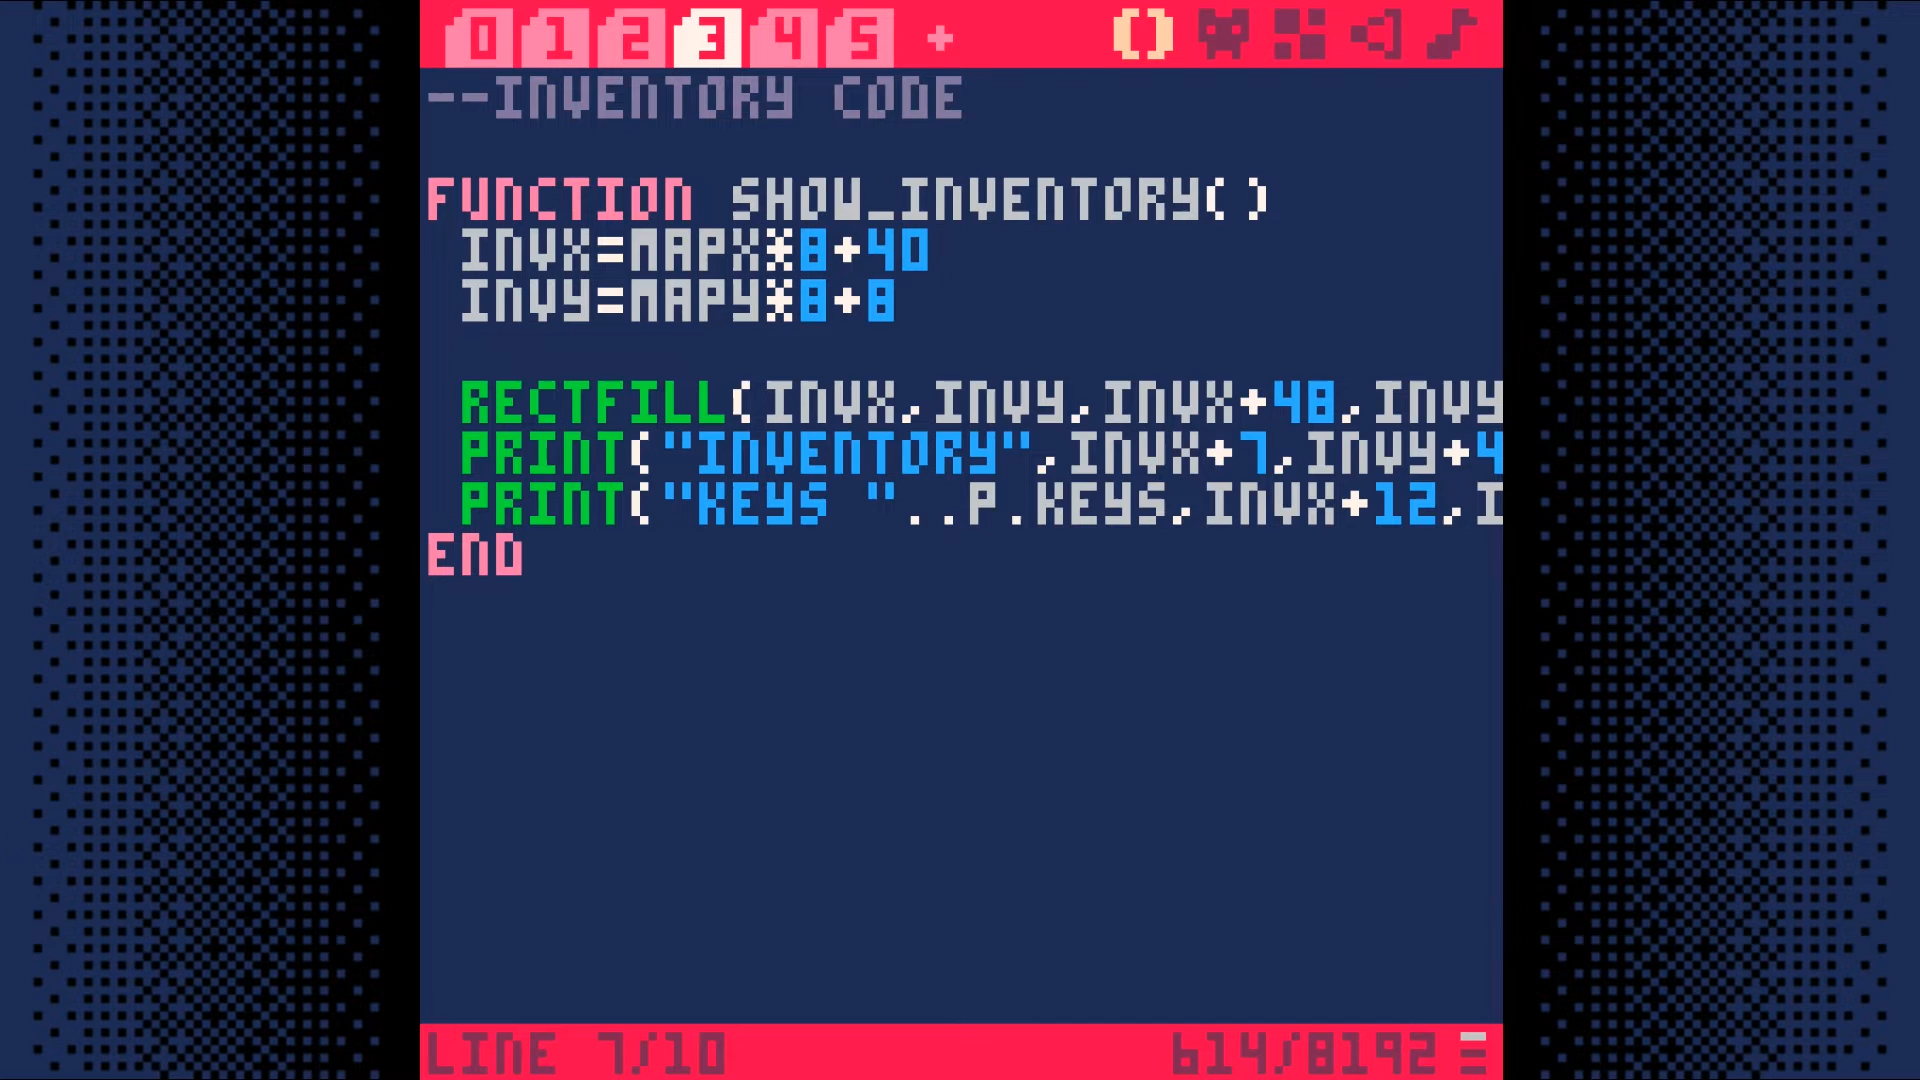 0 1 2 3 4 5 +
--INVENTORY CODE
FUNCTION SHOW_INVENTORY()
INVX=MAPX*8+40
INVY=MAPY*8+8
RECTFILL(INVX,INVY,INVX+48,INVY
PRINT("INVENTORY",INVX+7,INVY+4
PRINT("KEYS "..P.KEYS,INVX+12,I
END
LINE 7/10 614/8192